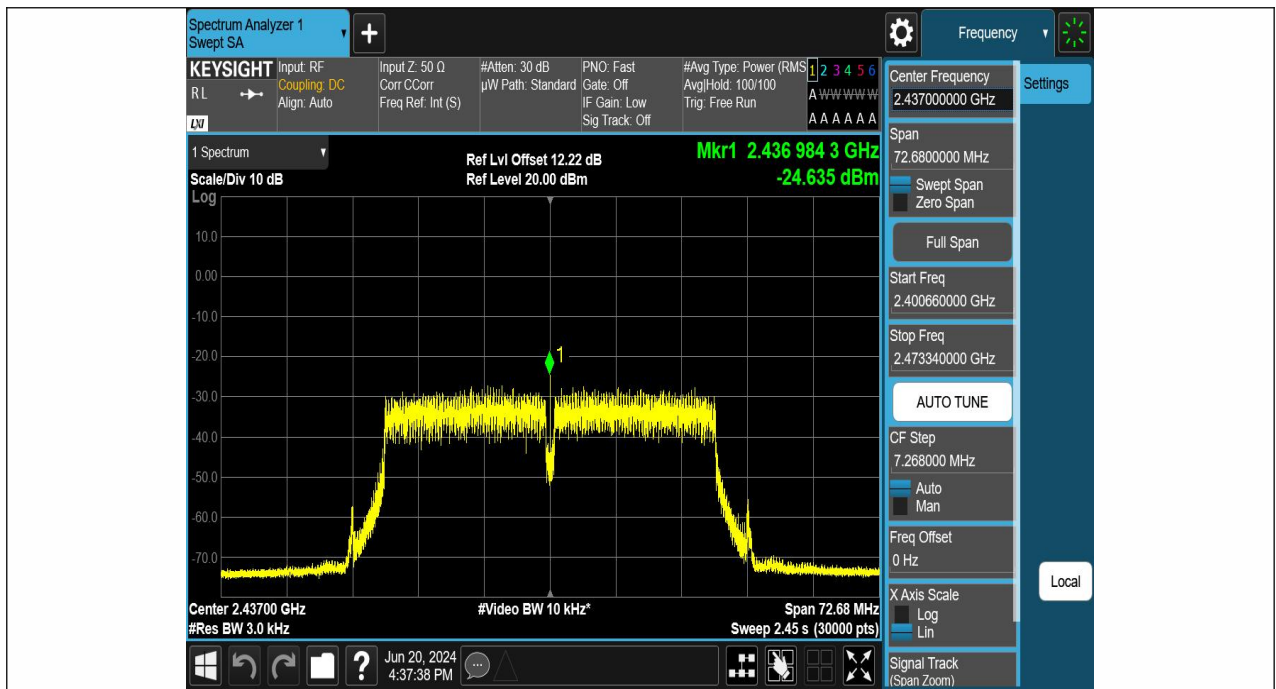 Spectrum Analyzer 1
Swept SA
+
Frequency
KEYSIGHT
RL
LXI
Input: RF
Coupling: DC
Align: Auto
Input Z: 50 Ω
Corr CCorr
Freq Ref: Int (S)
#Atten: 30 dB
µW Path: Standard
PNO: Fast
Gate: Off
IF Gain: Low
Sig Track: Off
#Avg Type: Power (RMS
Avg|Hold: 100/100
Trig: Free Run
1 2 3 4 5 6
A W W W W W
A A A A A A
1 Spectrum
Scale/Div 10 dB
Log
Ref Lvl Offset 12.22 dB
Ref Level 20.00 dBm
Mkr1 2.436 984 3 GHz
-24.635 dBm
10.0
0.00
-10.0
-20.0
-30.0
-40.0
-50.0
-60.0
-70.0
1
Center 2.43700 GHz
#Res BW 3.0 kHz
#Video BW 10 kHz*
Span 72.68 MHz
Sweep 2.45 s (30000 pts)
?
Jun 20, 2024
4:37:38 PM
Center Frequency
2.437000000 GHz
Span
72.6800000 MHz
Swept Span
Zero Span
Full Span
Start Freq
2.400660000 GHz
Stop Freq
2.473340000 GHz
AUTO TUNE
CF Step
7.268000 MHz
Auto
Man
Freq Offset
0 Hz
X Axis Scale
Log
Lin
Signal Track
(Span Zoom)
Settings
Local